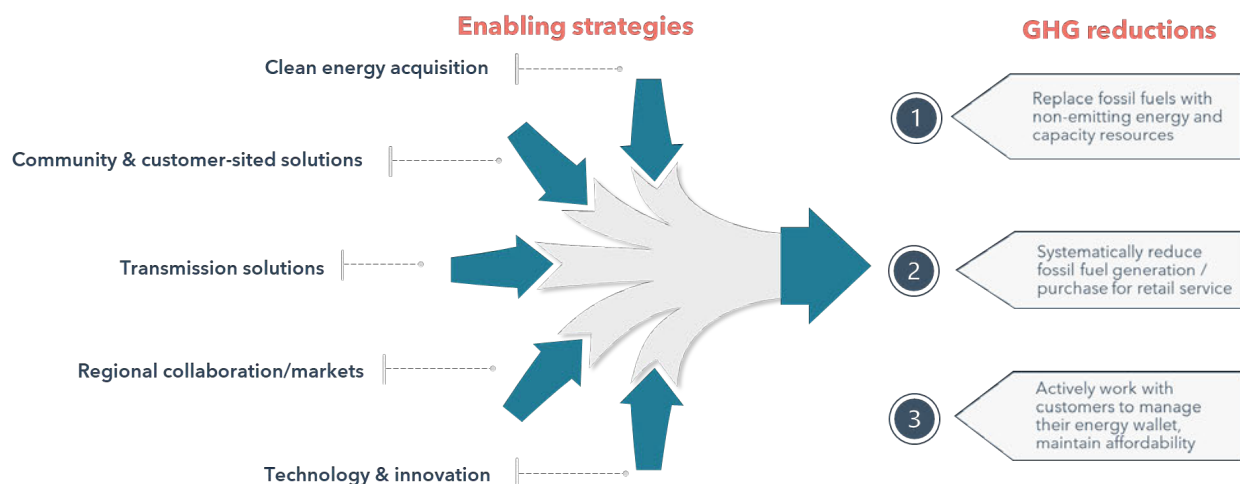 Enabling strategies
Clean energy acquisition
Community & customer-sited solutions
Transmission solutions
Regional collaboration/markets
Technology & innovation
GHG reductions
1
Replace fossil fuels with
non-emitting energy and
capacity resources
2
Systematically reduce
fossil fuel generation /
purchase for retail service
3
Actively work with
customers to manage
their energy wallet,
maintain affordability